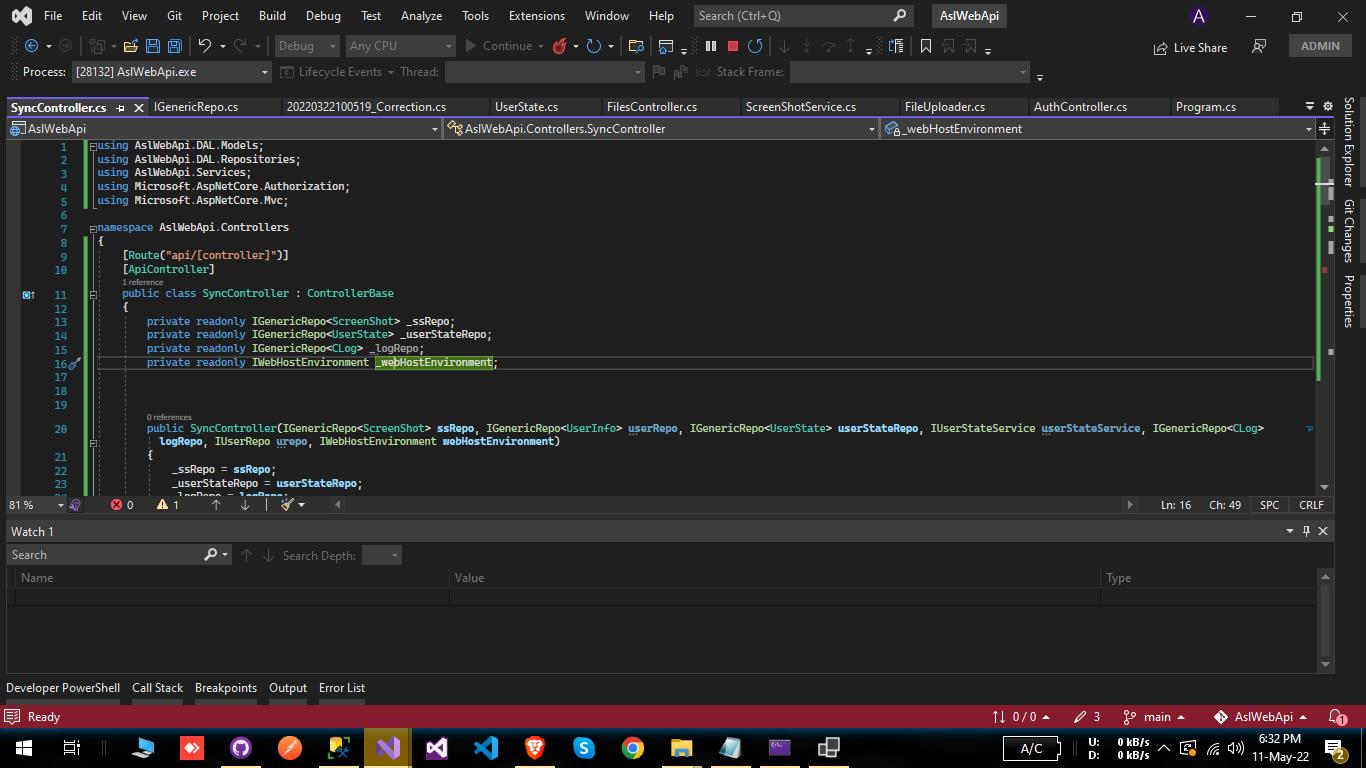 File Edit View Git Project Build Debug Test Analyze Tools Extensions Window Help Search (Ctrl+Q) AslWebApi A
Debug Any CPU Continue Live Share ADMIN
Process: [28132] AslWebApi.exe Lifecycle Events Thread: Stack Frame:
SyncController.cs IGenericRepo.cs 20220322100519_Correction.cs UserState.cs FilesController.cs ScreenShotService.cs FileUploader.cs AuthController.cs Program.cs
AslWebApi AslWebApi.Controllers.SyncController _webHostEnvironment
1 using AslWebApi.DAL.Models;
2 using AslWebApi.DAL.Repositories;
3 using AslWebApi.Services;
4 using Microsoft.AspNetCore.Authorization;
5 using Microsoft.AspNetCore.Mvc;
6
7 namespace AslWebApi.Controllers
8 {
9 [Route("api/[controller]")]
10 [ApiController]
1 reference
11 public class SyncController : ControllerBase
12 {
13 private readonly IGenericRepo<ScreenShot> _ssRepo;
14 private readonly IGenericRepo<UserState> _userStateRepo;
15 private readonly IGenericRepo<CLog> _logRepo;
16 private readonly IWebHostEnvironment _webHostEnvironment;
17
18
19
0 references
20 public SyncController(IGenericRepo<ScreenShot> ssRepo, IGenericRepo<UserInfo> userRepo, IGenericRepo<UserState> userStateRepo, IUserStateService userStateService, IGenericRepo<CLog>
logRepo, IUserRepo urepo, IWebHostEnvironment webHostEnvironment)
21 {
22 _ssRepo = ssRepo;
23 _userStateRepo = userStateRepo;
24 _logRepo = logRepo;
81 % 0 1 Ln: 16 Ch: 49 SPC CRLF
Solution Explorer
Git Changes
Properties
Watch 1
Search Search Depth:
Name Value Type
Developer PowerShell Call Stack Breakpoints Output Error List
Ready 0 / 0 3 main AslWebApi 1
A/C U: 0 kB/s
D: 0 kB/s
6:32 PM
11-May-22
2